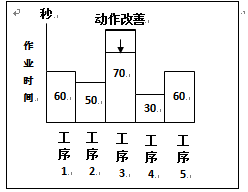 秒 动作改善
作业时间
60 50 70 30 60
工序1. 工序2. 工序3. 工序4. 工序5.